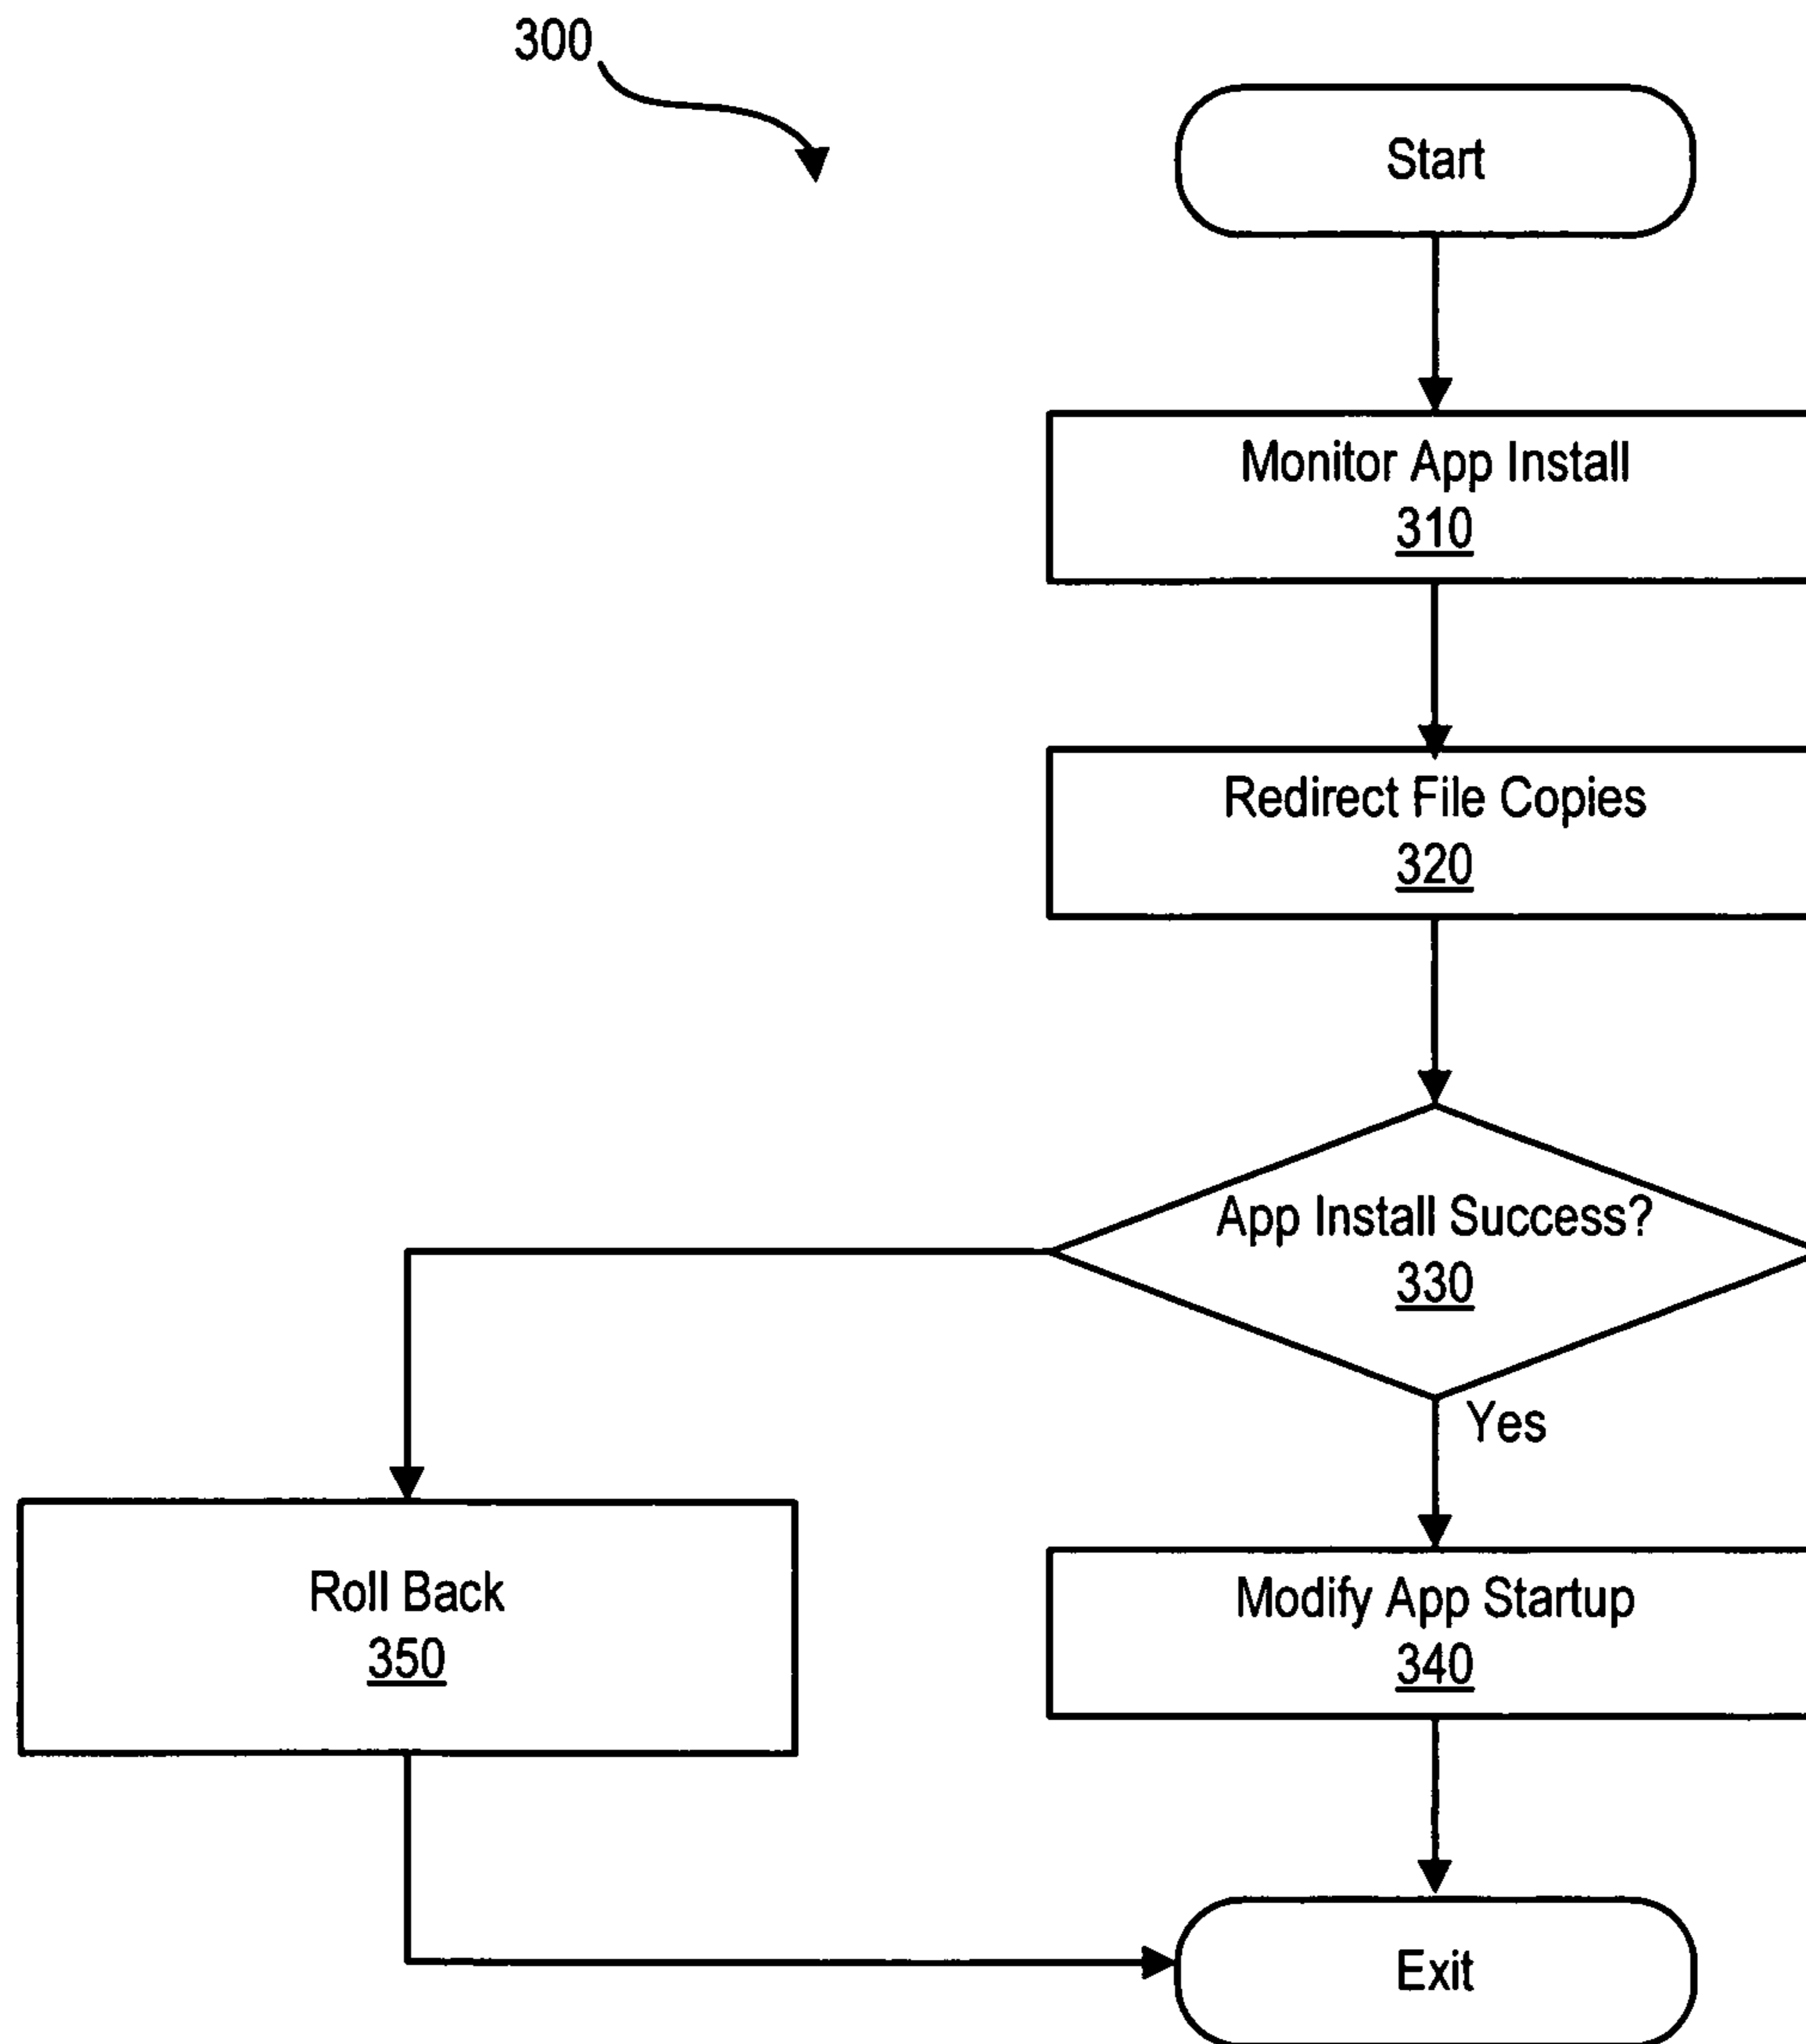 300
Start
Monitor App Install
310
Redirect File Copies
320
App Install Success?
330
Yes
Roll Back
350
Modify App Startup
340
Exit